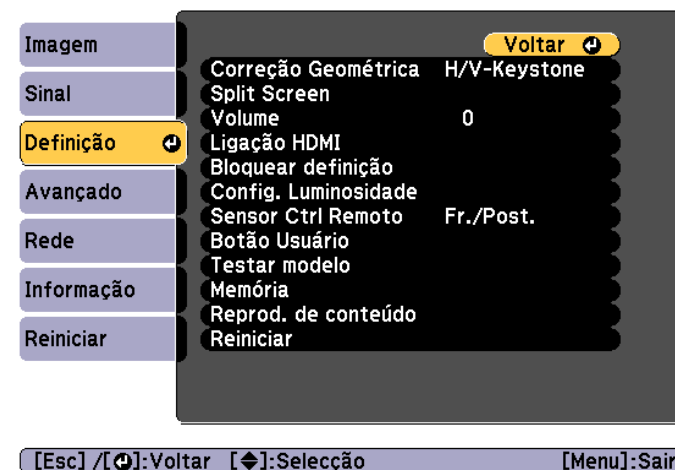 Imagem
Sinal
Definição
Avançado
Rede
Informação
Reiniciar
Voltar
Correção Geométrica H/V-Keystone
Split Screen
Volume 0
Ligação HDMI
Bloquear definição
Config. Luminosidade
Sensor Ctrl Remoto Fr./Post.
Botão Usuário
Testar modelo
Memória
Reprod. de conteúdo
Reiniciar
[Esc] /[⏎]:Voltar [◆]:Selecção [Menu]:Sair